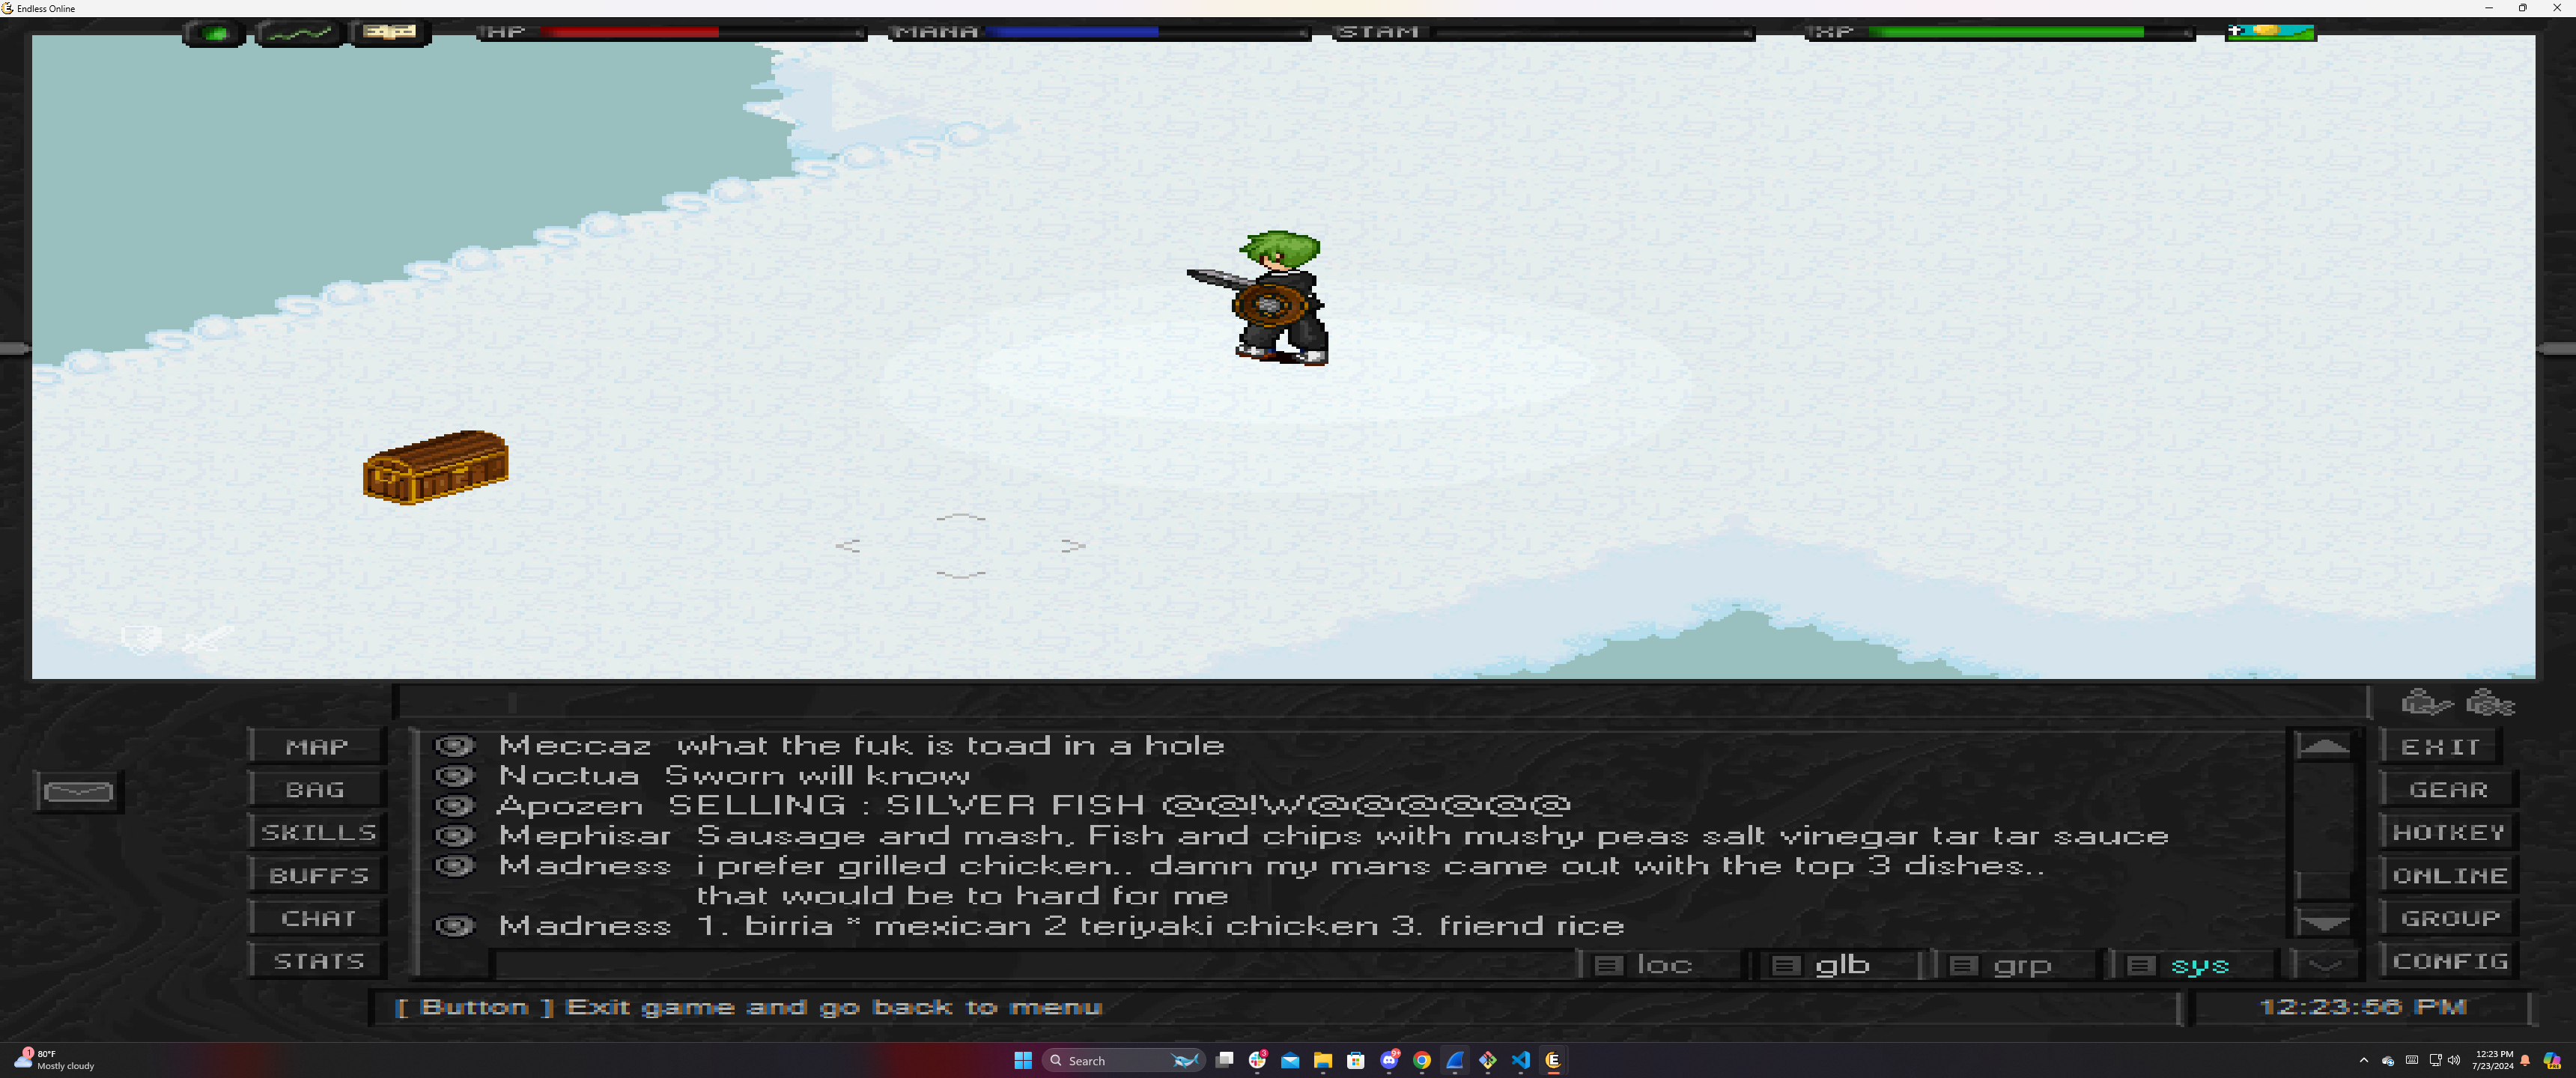 Endless Online
HP
MANA
STAM
XP
MAP
BAG
SKILLS
BUFFS
CHAT
STATS
Meccaz what the fuk is toad in a hole
Noctua Sworn will know
Apozen SELLING : SILVER FISH @@!W@@@@@@
Mephisar Sausage and mash, Fish and chips with mushy peas salt vinegar tar tar sauce
Madness i prefer grilled chicken.. damn my mans came out with the top 3 dishes..
that would be to hard for me
Madness 1. birria * mexican 2 teriyaki chicken 3. friend rice
loc
glb
grp
sys
EXIT
GEAR
HOTKEY
ONLINE
GROUP
CONFIG
[ Button ] Exit game and go back to menu
12:23:56 PM
1
80°F
Mostly cloudy
Search
3
9+
12:23 PM
7/23/2024
PRE